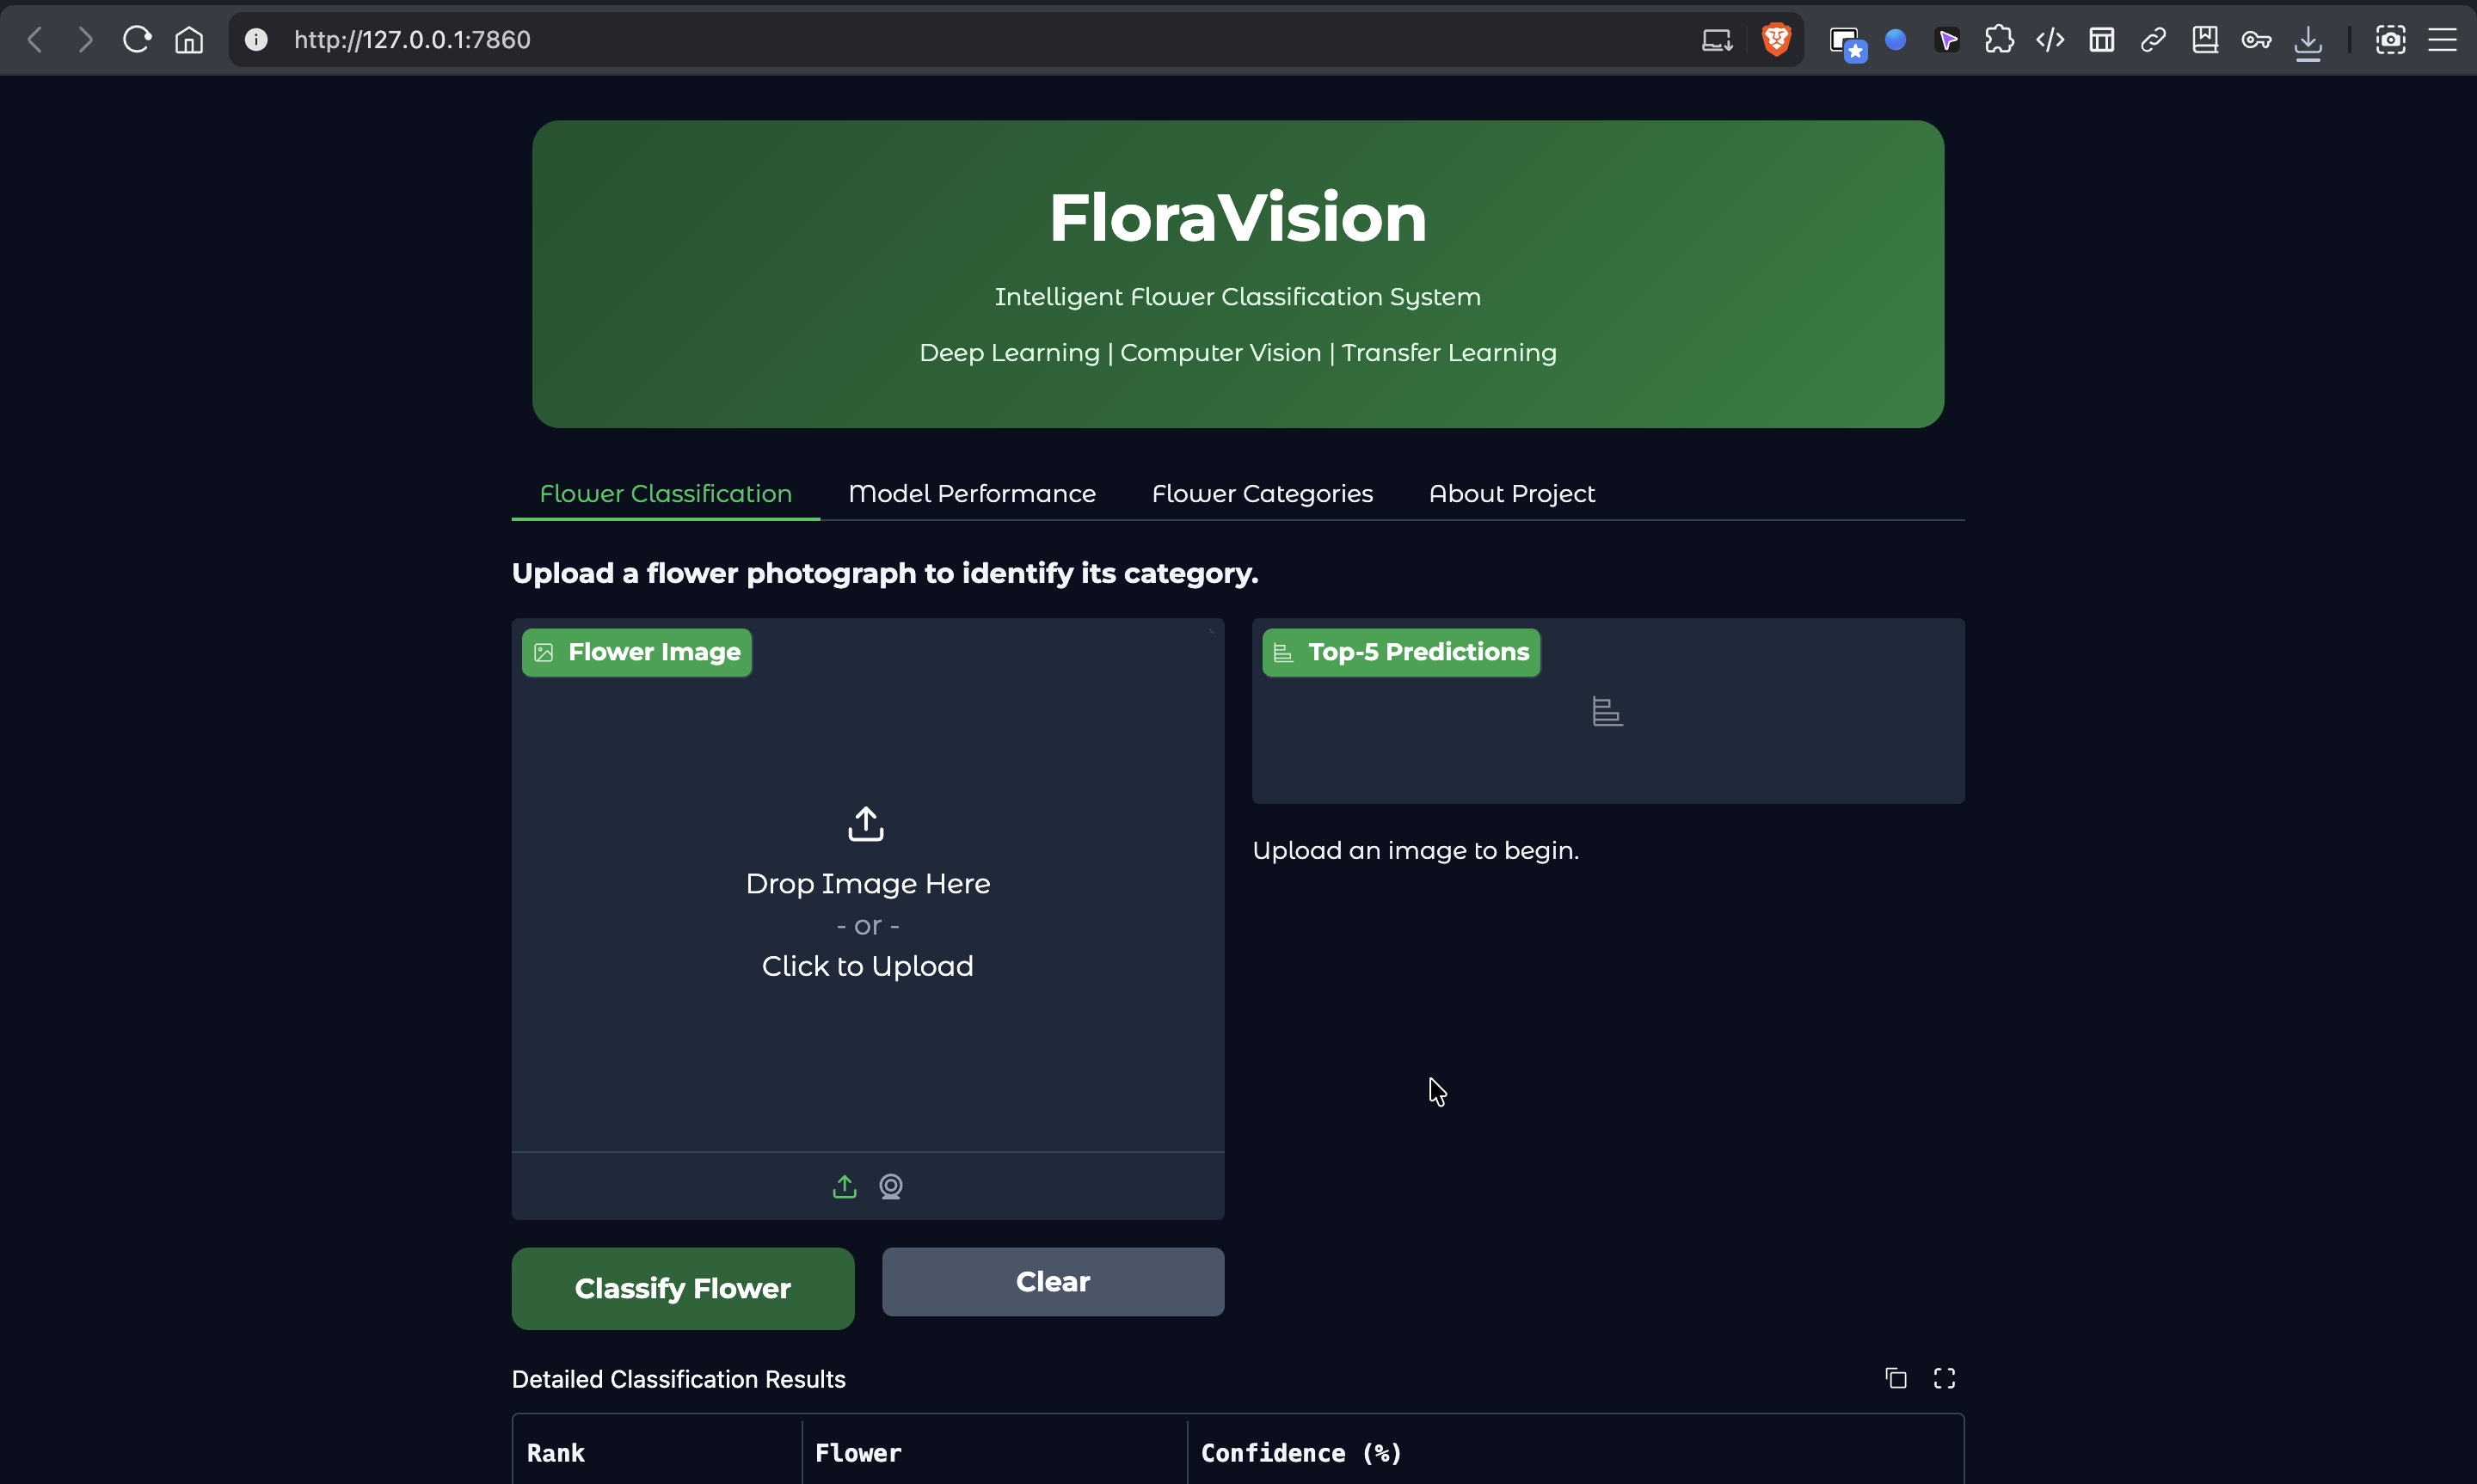 http://127.0.0.1:7860
FloraVision
Intelligent Flower Classification System
Deep Learning | Computer Vision | Transfer Learning
Flower Classification Model Performance Flower Categories About Project
Upload a flower photograph to identify its category.
Flower Image
Top-5 Predictions
Drop Image Here
- or -
Click to Upload
Upload an image to begin.
Classify Flower
Clear
Detailed Classification Results
Rank Flower Confidence (%)